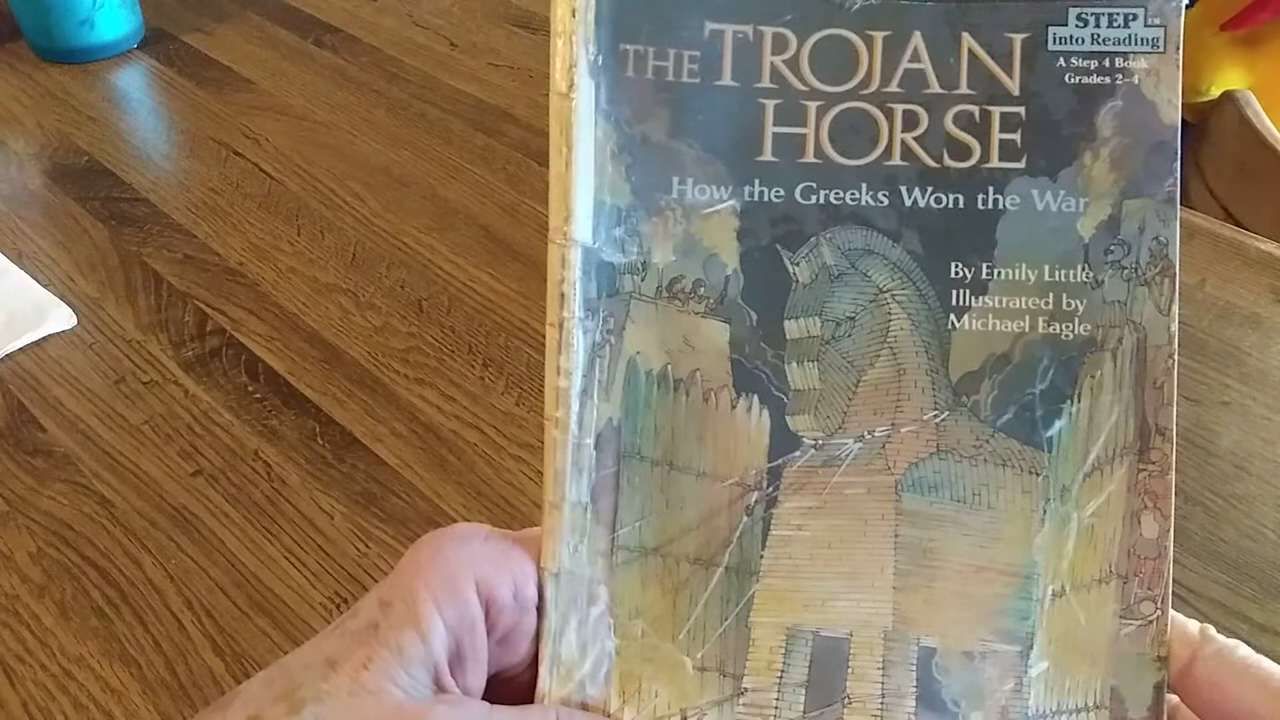 STEP
into Reading
A Step 4 Book
Grades 2-4
THE TROJAN
HORSE
How the Greeks Won the War
By Emily Little
Illustrated by
Michael Eagle